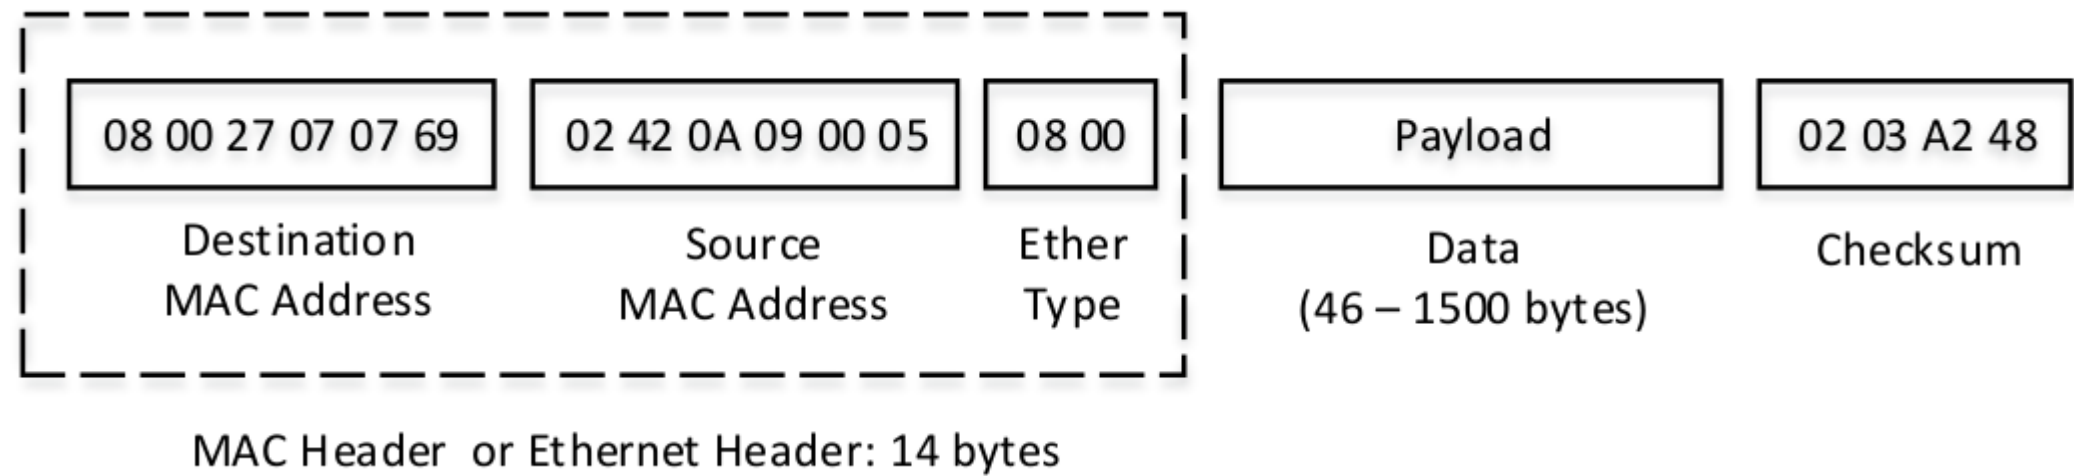 08 00 27 07 07 69
02 42 0A 09 00 05
08 00
Payload
02 03 A2 48
Destination
MAC Address
Source
MAC Address
Ether
Type
Data
(46 – 1500 bytes)
Checksum
MAC Header or Ethernet Header: 14 bytes